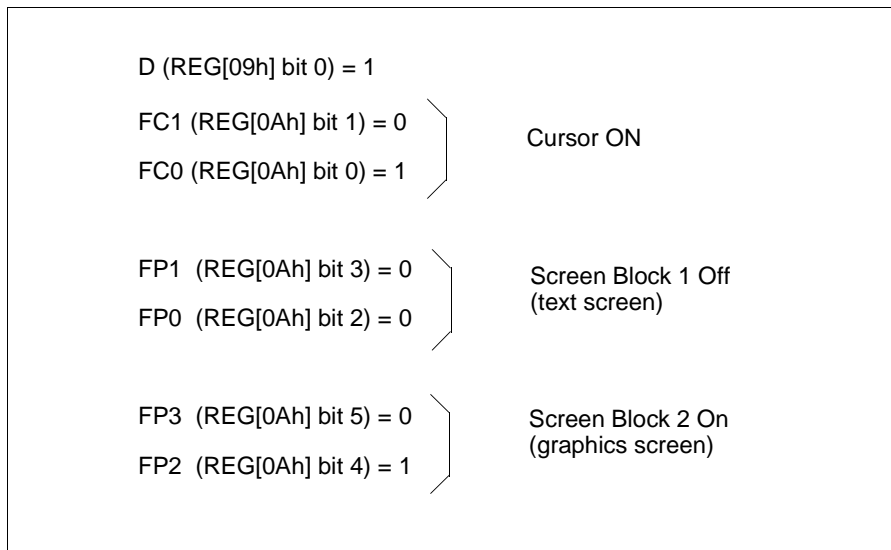 D (REG[09h] bit 0) = 1
FC1 (REG[0Ah] bit 1) = 0
FC0 (REG[0Ah] bit 0) = 1
Cursor ON
FP1 (REG[0Ah] bit 3) = 0
FP0 (REG[0Ah] bit 2) = 0
Screen Block 1 Off
(text screen)
FP3 (REG[0Ah] bit 5) = 0
FP2 (REG[0Ah] bit 4) = 1
Screen Block 2 On
(graphics screen)